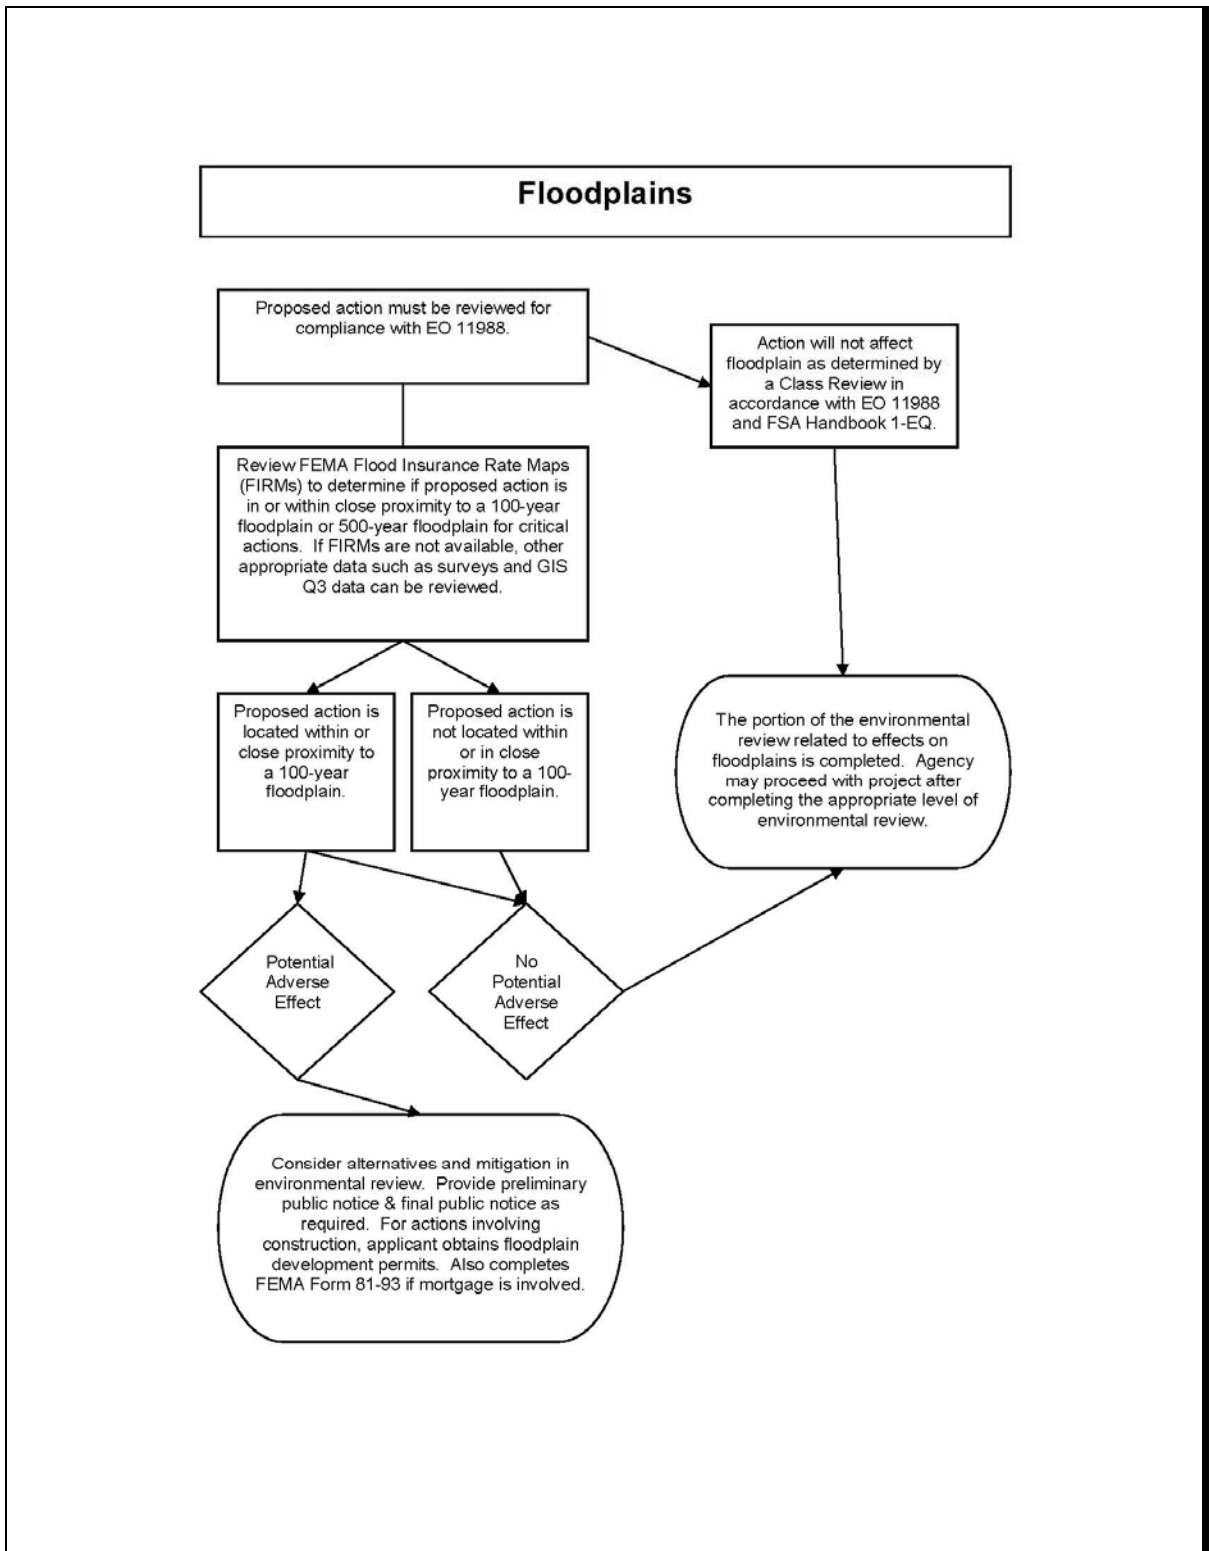 Floodplains
Proposed action must be reviewed for
compliance with EO 11988.
Action will not affect
floodplain as determined by
a Class Review in
accordance with EO 11988
and FSA Handbook 1-EQ.
Review FEMA Flood Insurance Rate Maps
(FIRMs) to determine if proposed action is
in or within close proximity to a 100-year
floodplain or 500-year floodplain for critical
actions.  If FIRMs are not available, other
appropriate data such as surveys and GIS
Q3 data can be reviewed.
Proposed action is
located within or
close proximity to
a 100-year
floodplain.
Proposed action is
not located within
or in close
proximity to a 100-
year floodplain.
The portion of the environmental
review related to effects on
floodplains is completed.  Agency
may proceed with project after
completing the appropriate level of
environmental review.
Potential
Adverse
Effect
No
Potential
Adverse
Effect
Consider alternatives and mitigation in
environmental review.  Provide preliminary
public notice & final public notice as
required.  For actions involving
construction, applicant obtains floodplain
development permits.  Also completes
FEMA Form 81-93 if mortgage is involved.